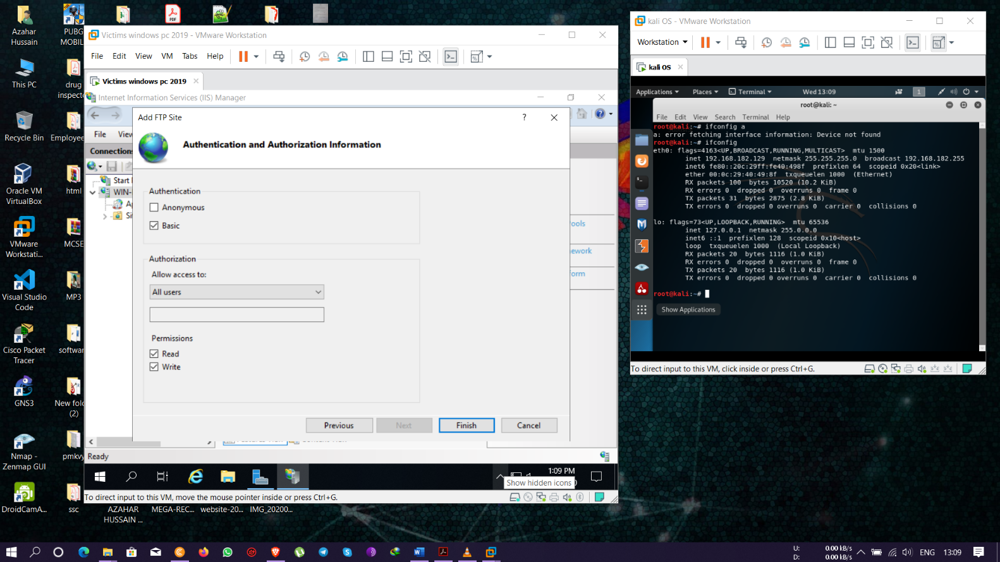 Azahar
Hussain
PUBG
MOBIL
This PC
drug
inspect
Recycle Bin
Employee
Oracle VM
VirtualBox
html
VMware
Workstati...
MCSE
Visual Studio
Code
MP3
Cisco Packet
Tracer
softwar
GNS3
New fold
(2)
Nmap -
Zenmap GUI
pmkvy
DroidCamA...
ssc
AZAHAR
HUSSAIN ...
MEGA-REC...
website-20...
IMG_20200...
Victims windows pc 2019 - VMware Workstation
File Edit View VM Tabs Help
Victims windows pc 2019
Internet Information Services (IIS) Manager
File View
Connections
Start
WIN-
Ap
Sit
Add FTP Site
Authentication and Authorization Information
Authentication
Anonymous
Basic
Authorization
Allow access to:
All users
Permissions
Read
Write
Previous Next Finish Cancel
ools
ework
form
Ready
1:09 PM
Show hidden icons
To direct input to this VM, move the mouse pointer inside or press Ctrl+G.
kali OS - VMware Workstation
Workstation
kali OS
Applications Places Terminal Wed 13:09 1
root@kali: ~
File Edit View Search Terminal Help
root@kali:~# ifconfig a
a: error fetching interface information: Device not found
root@kali:~# ifconfig
eth0: flags=4163<UP,BROADCAST,RUNNING,MULTICAST> mtu 1500
inet 192.168.182.129 netmask 255.255.255.0 broadcast 192.168.182.255
inet6 fe80::20c:29ff:fe40:498f prefixlen 64 scopeid 0x20<link>
ether 00:0c:29:40:49:8f txqueuelen 1000 (Ethernet)
RX packets 100 bytes 10520 (10.2 KiB)
RX errors 0 dropped 0 overruns 0 frame 0
TX packets 31 bytes 2875 (2.8 KiB)
TX errors 0 dropped 0 overruns 0 carrier 0 collisions 0
lo: flags=73<UP,LOOPBACK,RUNNING> mtu 65536
inet 127.0.0.1 netmask 255.0.0.0
inet6 ::1 prefixlen 128 scopeid 0x10<host>
loop txqueuelen 1000 (Local Loopback)
RX packets 20 bytes 1116 (1.0 KiB)
RX errors 0 dropped 0 overruns 0 frame 0
TX packets 20 bytes 1116 (1.0 KiB)
TX errors 0 dropped 0 overruns 0 carrier 0 collisions 0
root@kali:~#
Show Applications
To direct input to this VM, click inside or press Ctrl+G.
U: 0.00 kB/s
D: 0.00 kB/s
ENG 13:09